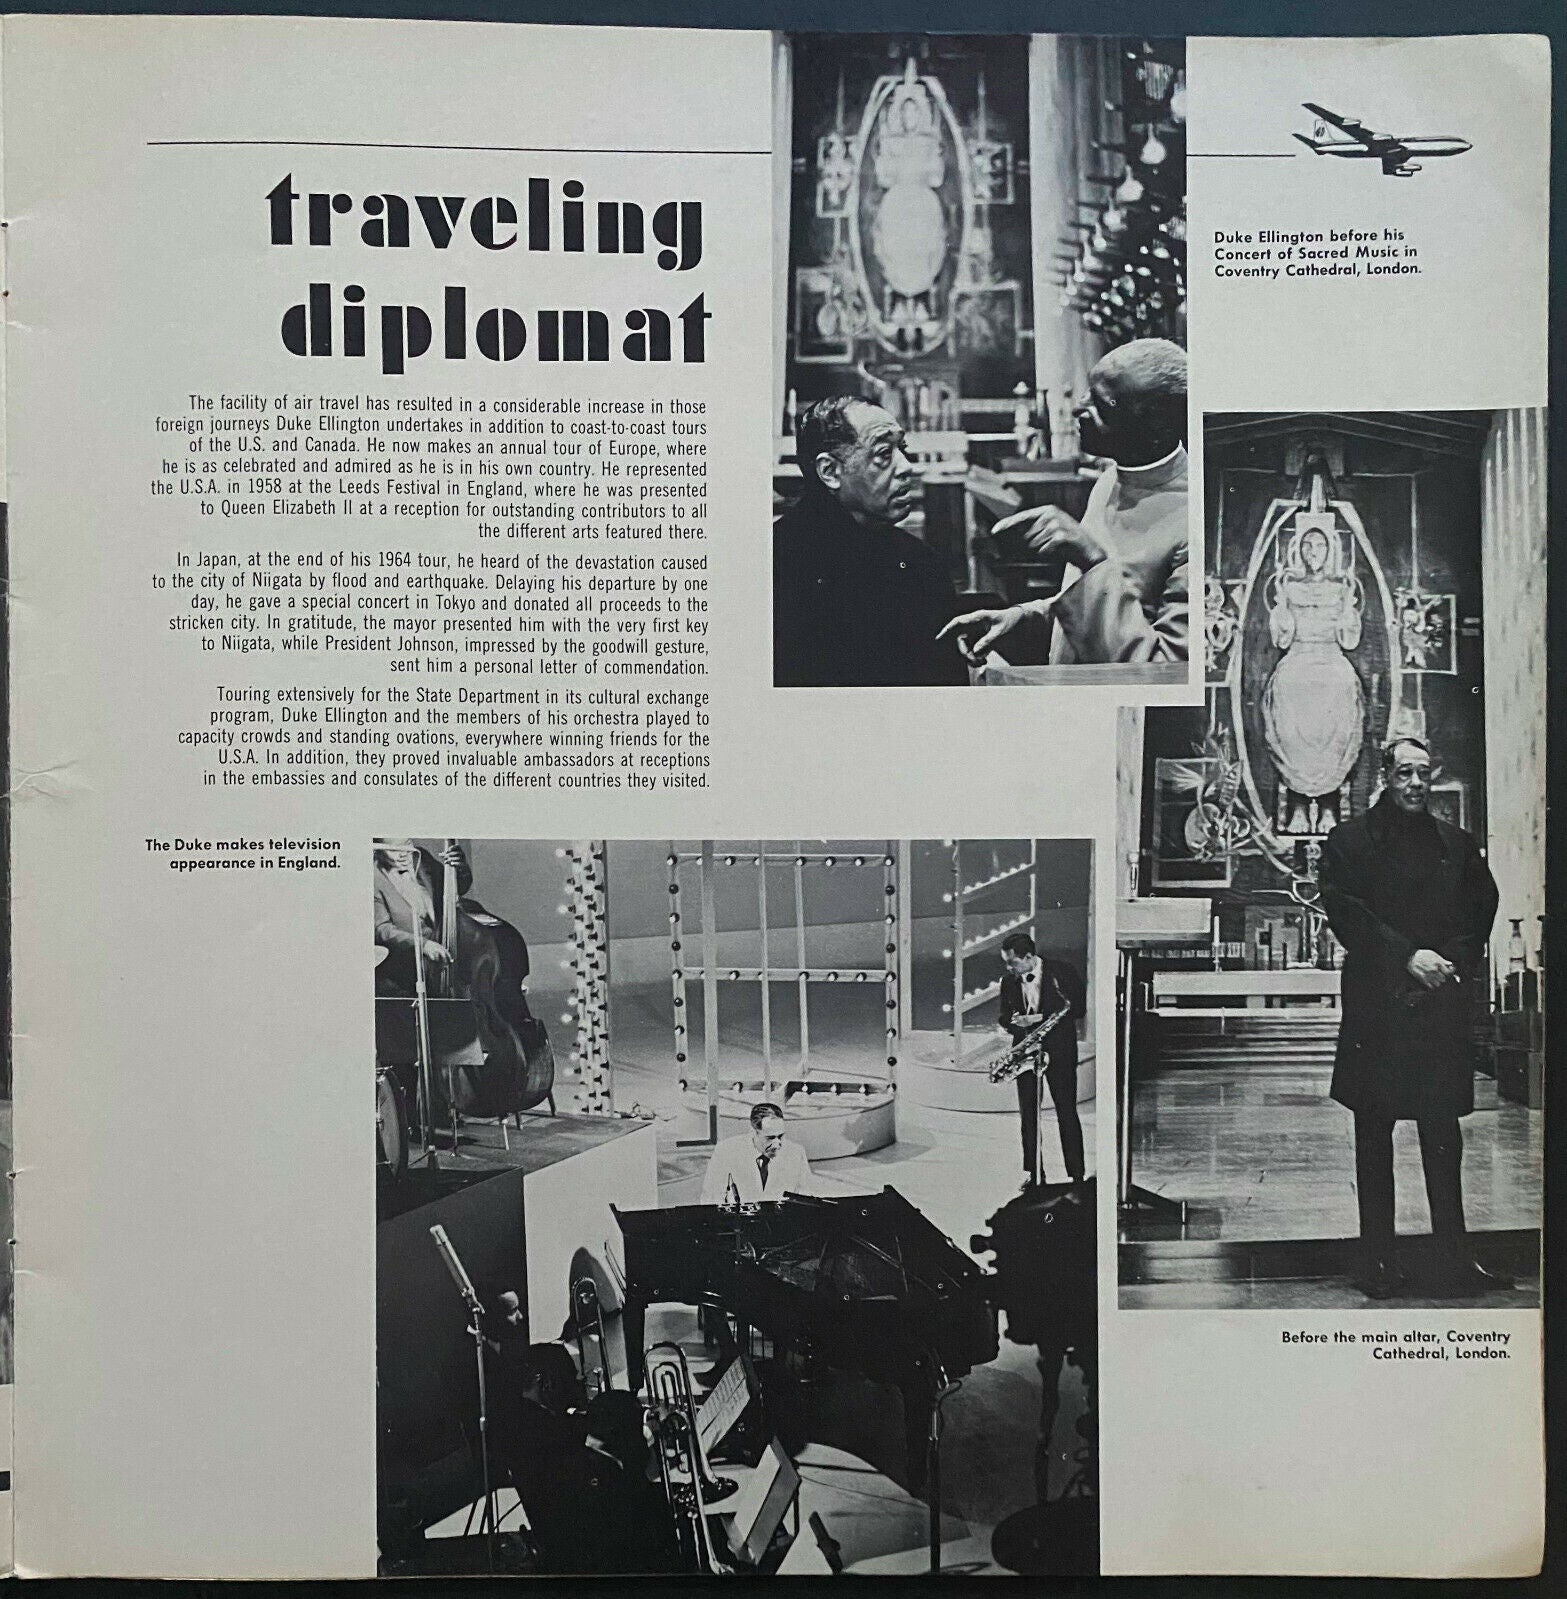 traveling
diplomat
The facility of air travel has resulted in a considerable increase in those
foreign journeys Duke Ellington undertakes in addition to coast-to-coast tours
of the U.S. and Canada. He now makes an annual tour of Europe, where
he is as celebrated and admired as he is in his own country. He represented
the U.S.A. in 1958 at the Leeds Festival in England, where he was presented
to Queen Elizabeth II at a reception for outstanding contributors to all
the different arts featured there.
In Japan, at the end of his 1964 tour, he heard of the devastation caused
to the city of Niigata by flood and earthquake. Delaying his departure by one
day, he gave a special concert in Tokyo and donated all proceeds to the
stricken city. In gratitude, the mayor presented him with the very first key
to Niigata, while President Johnson, impressed by the goodwill gesture,
sent him a personal letter of commendation.
Touring extensively for the State Department in its cultural exchange
program, Duke Ellington and the members of his orchestra played to
capacity crowds and standing ovations, everywhere winning friends for the
U.S.A. In addition, they proved invaluable ambassadors at receptions
in the embassies and consulates of the different countries they visited.
Duke Ellington before his
Concert of Sacred Music in
Coventry Cathedral, London.
The Duke makes television
appearance in England.
Before the main altar, Coventry
Cathedral, London.